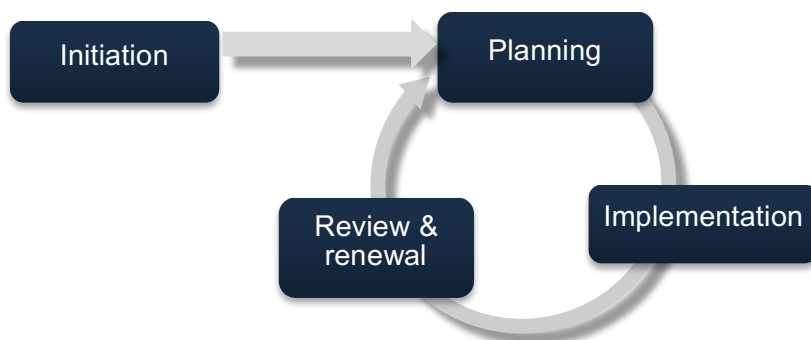 Initiation
Planning
Implementation
Review &
renewal